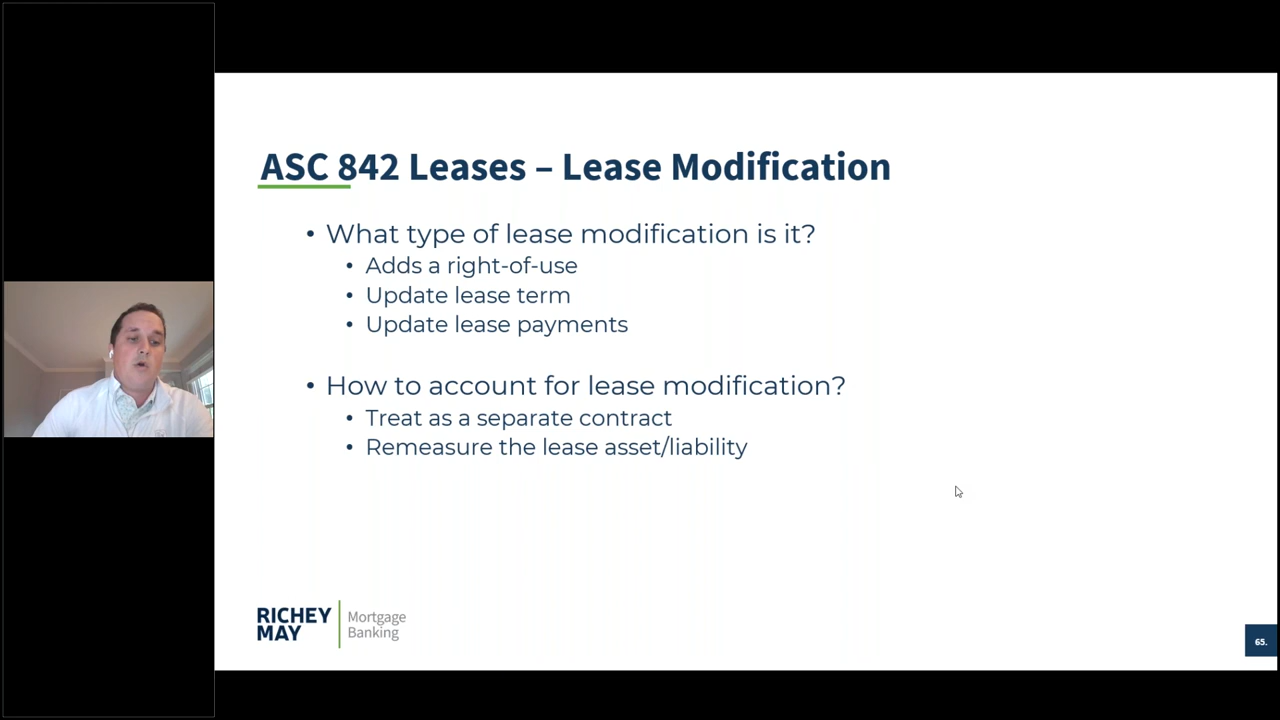 ASC 842 Leases – Lease Modification
• What type of lease modification is it?
• Adds a right-of-use
• Update lease term
• Update lease payments
• How to account for lease modification?
• Treat as a separate contract
• Remeasure the lease asset/liability
RICHEY
MAY
Mortgage
Banking
65.